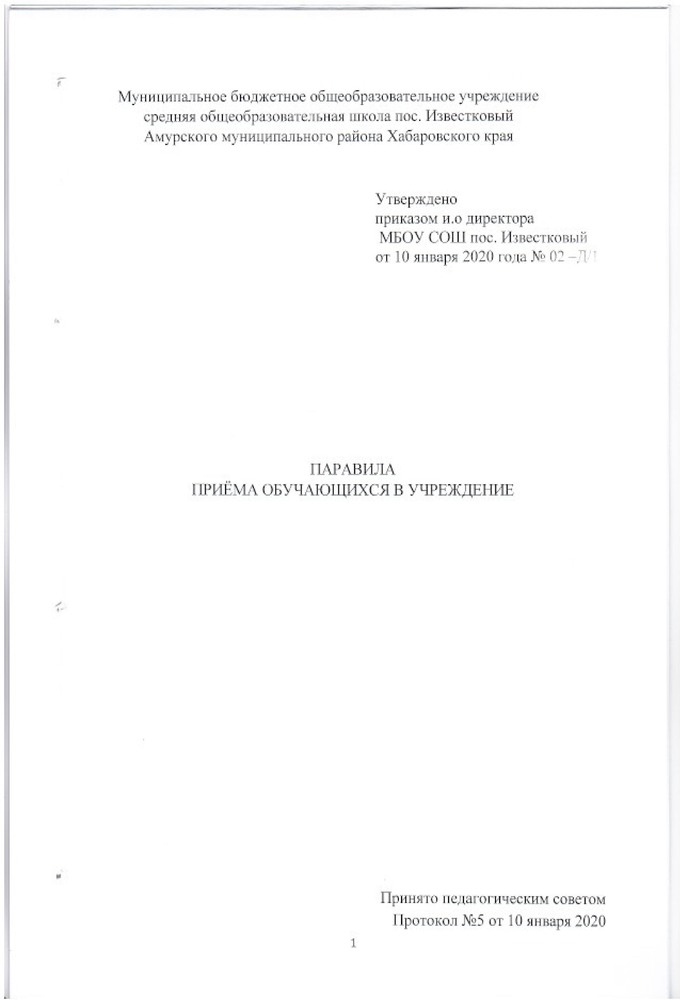 Муниципальное бюджетное общеобразовательное учреждение
средняя общеобразовательная школа пос. Известковый
Амурского муниципального района Хабаровского края
Утверждено
приказом и.о директора
МБОУ СОШ пос. Известковый
от 10 января 2020 года № 02 –Д/1
ПАРАВИЛА
ПРИЁМА ОБУЧАЮЩИХСЯ В УЧРЕЖДЕНИЕ
Принято педагогическим советом
Протокол №5 от 10 января 2020
1